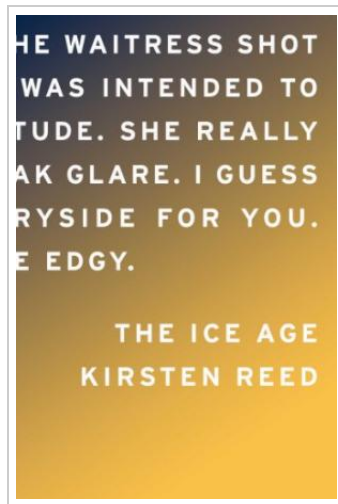 HE WAITRESS SHOT
WAS INTENDED TO
TUDE. SHE REALLY
AK GLARE. I GUESS
RYSIDE FOR YOU.
E EDGY.
THE ICE AGE
KIRSTEN REED